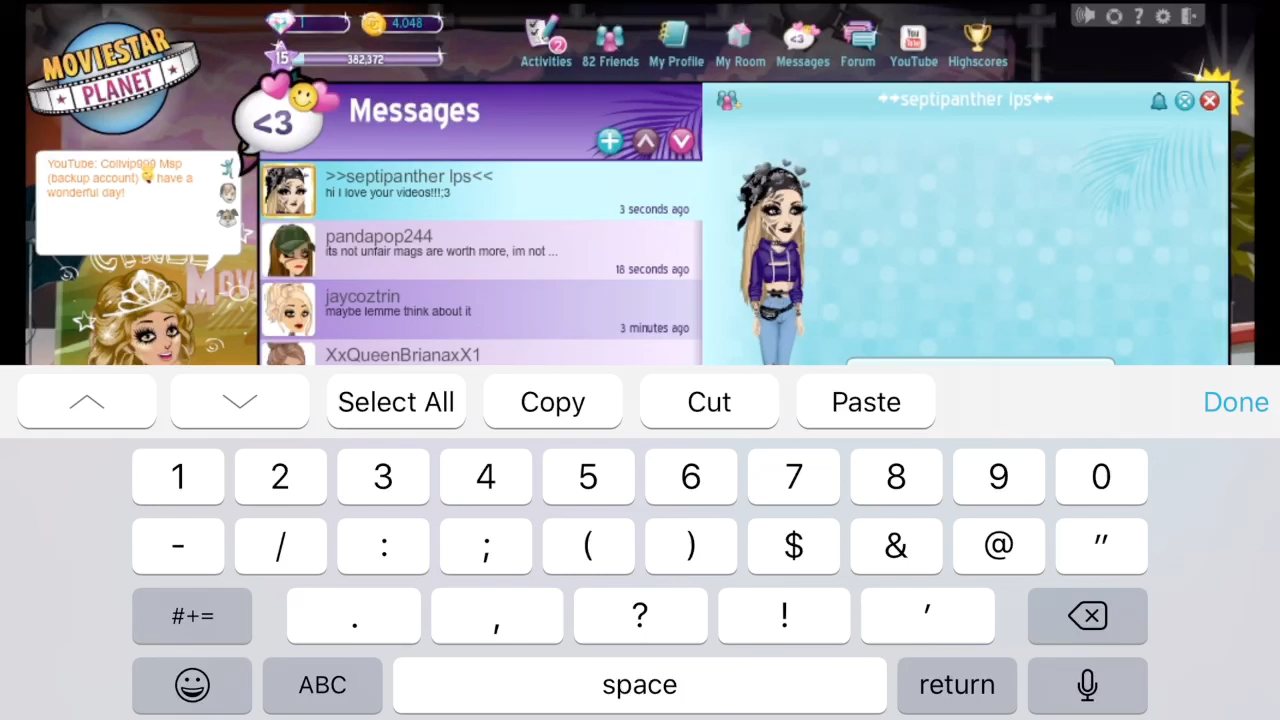 MOVIESTAR
PLANET
1
4,048
15
382,372
2
Activities
82 Friends
My Profile
<3
My Room
Messages
Forum
You
Tube
YouTube
Highscores
?
<3
Messages
YouTube: Collvip999 Msp
(backup account) have a
wonderful day!
>>septipanther lps<<
hi I love your videos!!!;3
3 seconds ago
pandapop244
its not unfair mags are worth more, im not ...
18 seconds ago
jaycoztrin
maybe lemme think about it
3 minutes ago
XxQueenBrianaxX1
septipanther lps
Select All
Copy
Cut
Paste
Done
1 2 3 4 5 6 7 8 9 0
- / : ; ( ) $ & @ "
#+= . , ? ! '
ABC space return